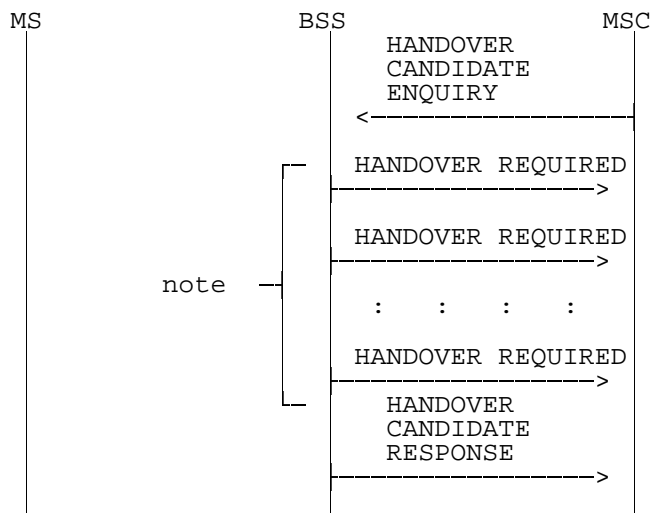 MS BSS MSC
HANDOVER
CANDIDATE
ENQUIRY
HANDOVER REQUIRED
HANDOVER REQUIRED
note
: : : :
HANDOVER REQUIRED
HANDOVER
CANDIDATE
RESPONSE